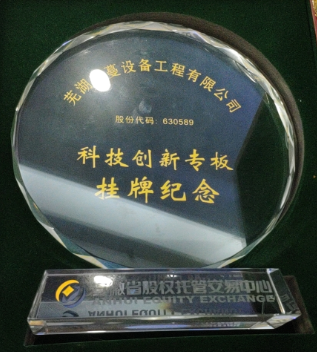 芜湖蔓设备工程有限公司
股份代码：630589
科技创新专板
挂牌纪念
安徽省股权托管交易中心
ANHUI EQUITY EXCHANGE